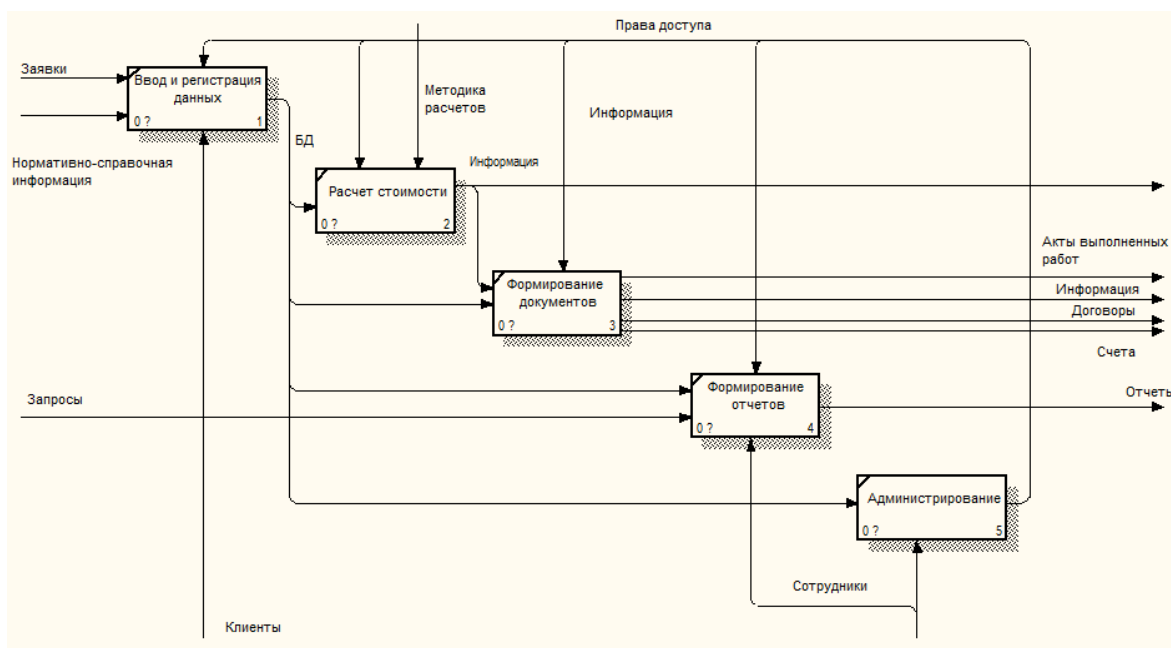 Права доступа
Заявки
Ввод и регистрация
данных
0 ?
1
Методика
расчетов
Информация
БД
Нормативно-справочная
информация
Информация
Расчет стоимости
0 ?
2
Акты выполненных
работ
Формирование
документов
0 ?
3
Информация
Договоры
Счета
Запросы
Формирование
отчетов
0 ?
4
Отчеты
Администрирование
0 ?
5
Сотрудники
Клиенты